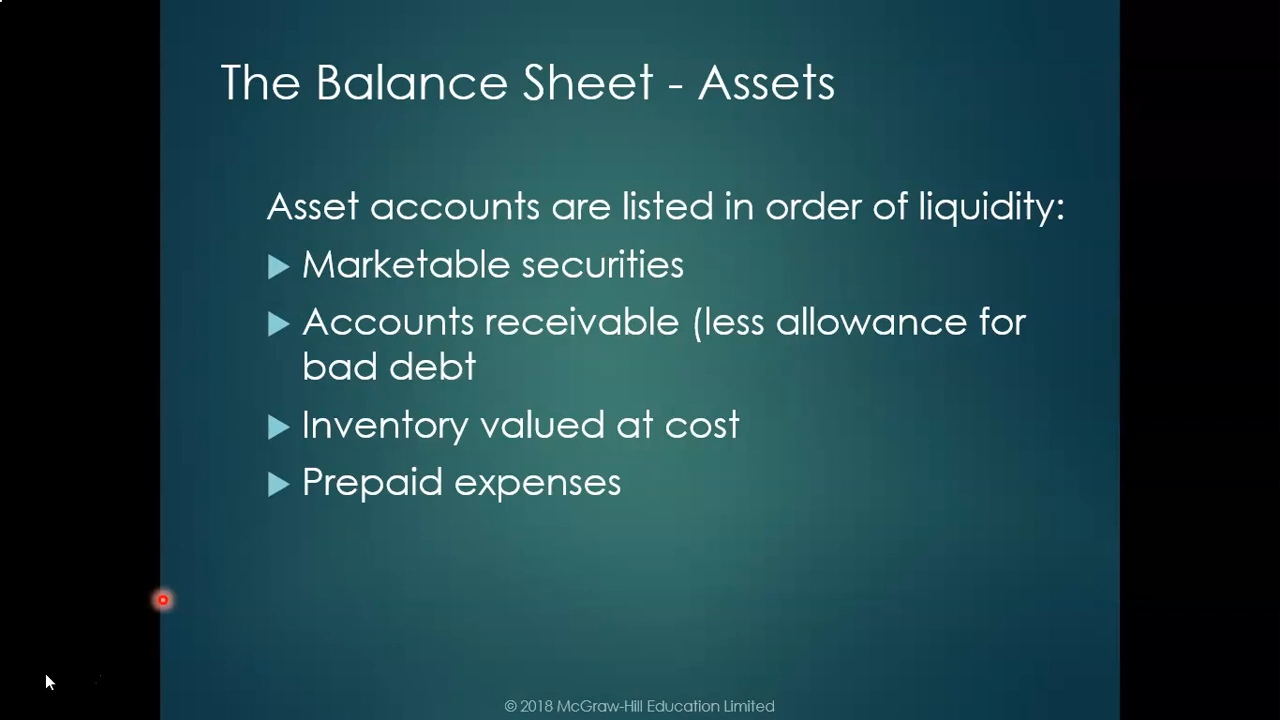 The Balance Sheet - Assets
Asset accounts are listed in order of liquidity:
Marketable securities
Accounts receivable (less allowance for
bad debt
Inventory valued at cost
Prepaid expenses
© 2018 McGraw-Hill Education Limited